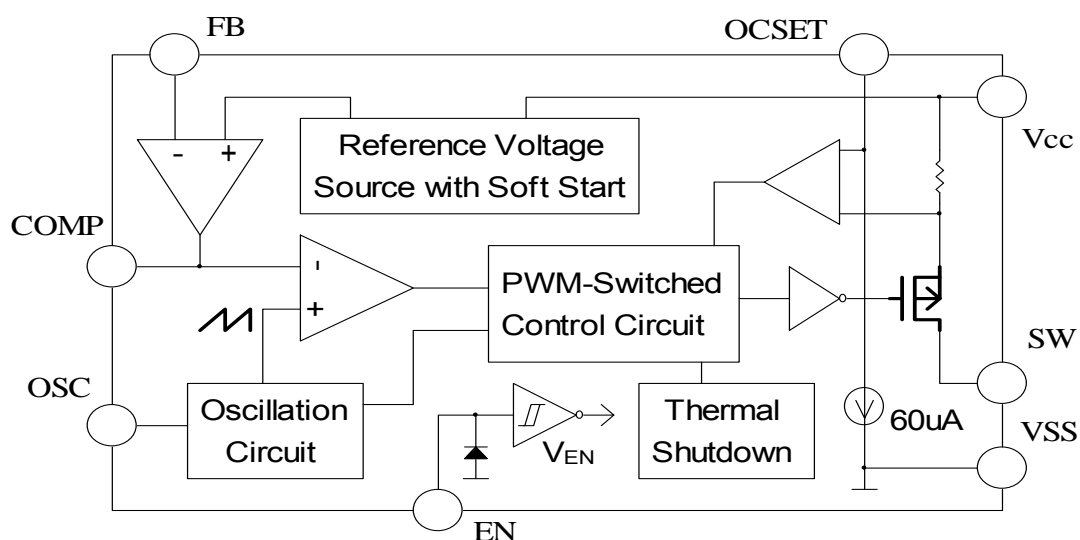 FB
OCSET
Vcc
- +
Reference Voltage
Source with Soft Start
COMP
-
+
PWM-Switched
Control Circuit
SW
OSC
Oscillation
Circuit
VEN
Thermal
Shutdown
60uA
VSS
EN